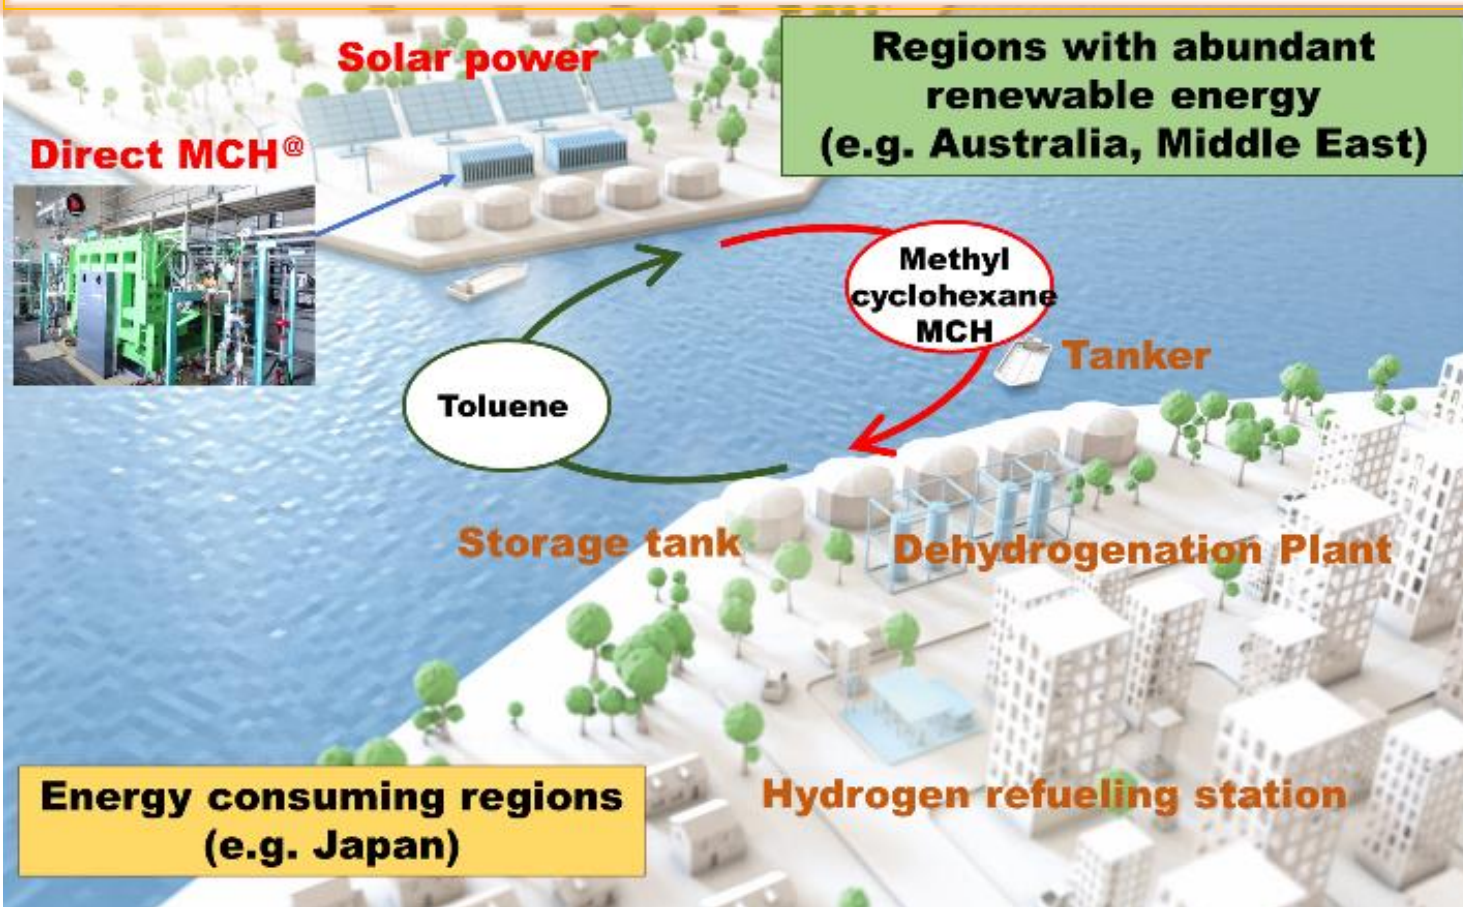 Solar power
Regions with abundant
renewable energy
(e.g. Australia, Middle East)
Direct MCH@
Methyl
cyclohexane
MCH
Tanker
Toluene
Storage tank
Dehydrogenation Plant
Energy consuming regions
(e.g. Japan)
Hydrogen refueling station